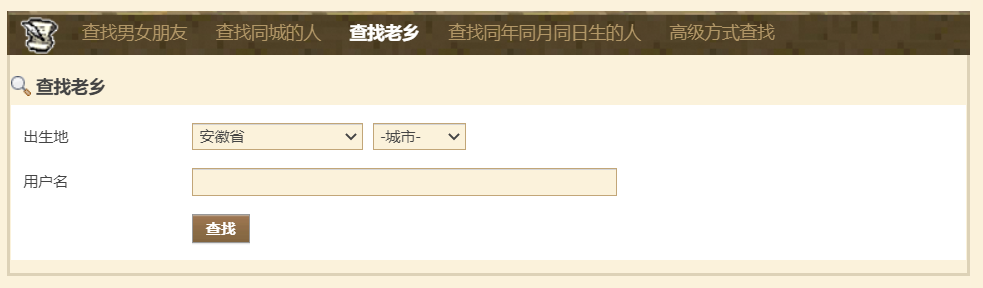 查找男女朋友 查找同城的人 查找老乡 查找同年同月同日生的人 高级方式查找
查找老乡
出生地 安徽省 -城市-
用户名
查找